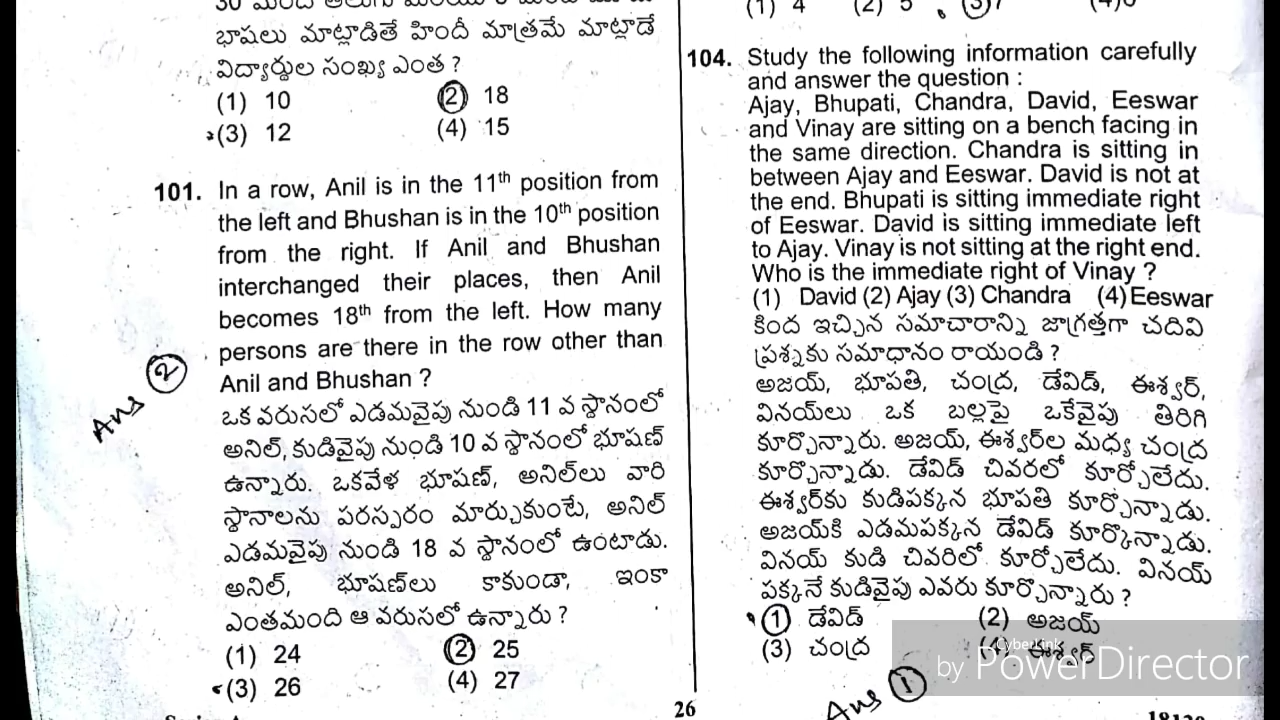 భాషలు మాట్లాడితే హిందీ మాత్రమే మాట్లాడే
విద్యార్థుల సంఖ్య ఎంత ?
(1) 10 (2) 18
(3) 12 (4) 15
101. In a row, Anil is in the 11th position from
the left and Bhushan is in the 10th position
from the right. If Anil and Bhushan
interchanged their places, then Anil
becomes 18th from the left. How many
persons are there in the row other than
Anil and Bhushan ?
Ans (2)
ఒక వరుసలో ఎడమవైపు నుండి 11 వ స్థానంలో
అనిల్, కుడివైపు నుండి 10 వ స్థానంలో భూషణ్
ఉన్నారు. ఒకవేళ భూషణ్, అనిల్‌లు వారి
స్థానాలను పరస్పరం మార్చుకుంటే, అనిల్
ఎడమవైపు నుండి 18 వ స్థానంలో ఉంటాడు.
అనిల్, భూషణ్‌లు కాకుండా, ఇంకా
ఎంతమంది ఆ వరుసలో ఉన్నారు ?
(1) 24 (2) 25
(3) 26 (4) 27
(1) 4 (2) 5 (3) 7
104. Study the following information carefully
and answer the question :
Ajay, Bhupati, Chandra, David, Eeswar
and Vinay are sitting on a bench facing in
the same direction. Chandra is sitting in
between Ajay and Eeswar. David is not at
the end. Bhupati is sitting immediate right
of Eeswar. David is sitting immediate left
to Ajay. Vinay is not sitting at the right end.
Who is the immediate right of Vinay ?
(1) David (2) Ajay (3) Chandra (4) Eeswar
కింద ఇచ్చిన సమాచారాన్ని జాగ్రత్తగా చదివి
ప్రశ్నకు సమాధానం రాయండి ?
అజయ్, భూపతి, చంద్ర, డేవిడ్, ఈశ్వర్,
వినయ్‌లు ఒక బల్లపై ఒకేవైపు తిరిగి
కూర్చొన్నారు. అజయ్, ఈశ్వర్‌ల మధ్య చంద్ర
కూర్చొన్నాడు. డేవిడ్ చివరలో కూర్చోలేదు.
ఈశ్వర్‌కు కుడిపక్కన భూపతి కూర్చొన్నాడు.
అజయ్‌కి ఎడమపక్కన డేవిడ్ కూర్కొన్నాడు.
వినయ్ కుడి చివరిలో కూర్చోలేదు. వినయ్
పక్కనే కుడివైపు ఎవరు కూర్చొన్నారు ?
(1) డేవిడ్ (2) అజయ్
(3) చంద్ర (4) ఈశ్వర్
Ans (1)
26
CyberLink
by PowerDirector